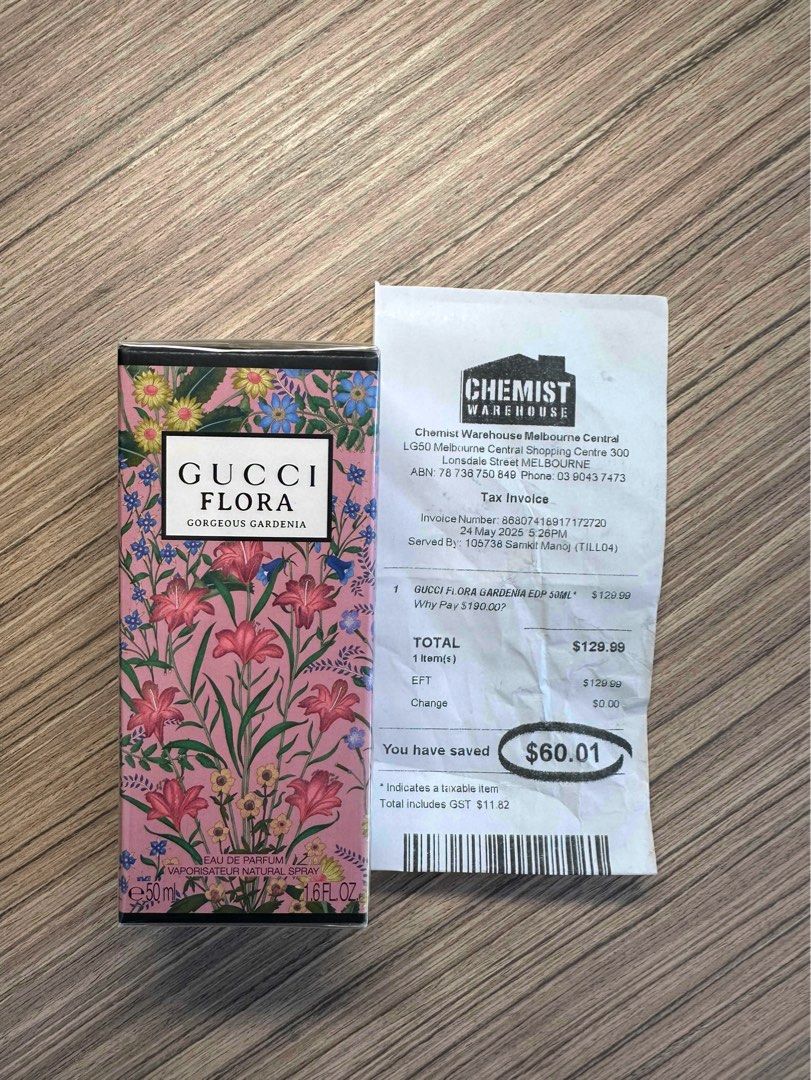 GUCCI
FLORA
GORGEOUS GARDENIA
EAU DE PARFUM
VAPORISATEUR NATURAL SPRAY
℮50 ml 1.6 FL.OZ.
CHEMIST
WAREHOUSE
Chemist Warehouse Melbourne Central
LG50 Melbourne Central Shopping Centre 300
Lonsdale Street MELBOURNE
ABN: 78 736 750 849 Phone: 03 9043 7473
Tax Invoice
Invoice Number: 86807418917172720
24 May 2025 5:26PM
Served By: 105738 Samkit Manoj (TILL04)
1 GUCCI FLORA GARDENIA EDP 50ML* $129.99
Why Pay $190.00?
TOTAL $129.99
1 Item(s)
EFT $129.99
Change $0.00
You have saved $60.01
* Indicates a taxable item
Total includes GST $11.82